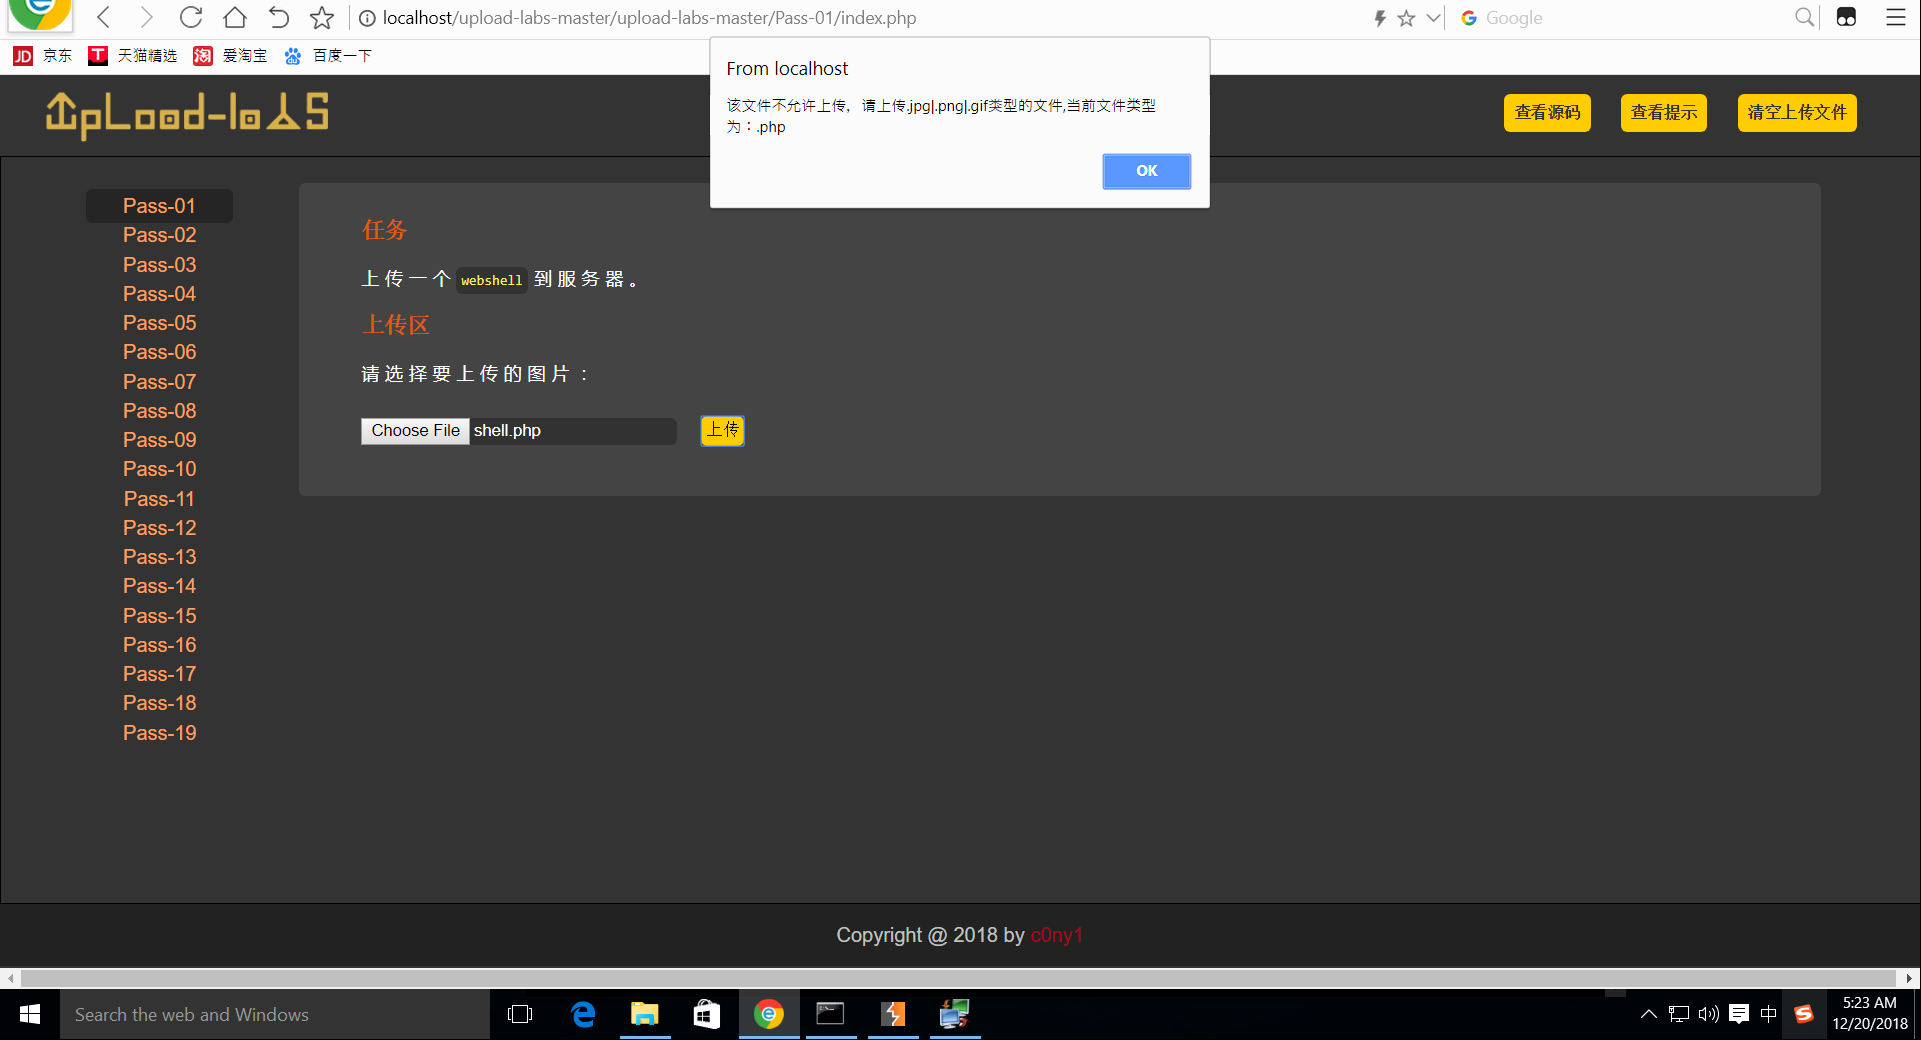 localhost/upload-labs-master/upload-labs-master/Pass-01/index.php
Google
JD 京东
T 天猫精选
淘 爱淘宝
du 百度一下
From localhost
该文件不允许上传，请上传.jpg|.png|.gif类型的文件,当前文件类型
为：.php
OK
UpLoad-labs
查看源码
查看提示
清空上传文件
Pass-01
Pass-02
Pass-03
Pass-04
Pass-05
Pass-06
Pass-07
Pass-08
Pass-09
Pass-10
Pass-11
Pass-12
Pass-13
Pass-14
Pass-15
Pass-16
Pass-17
Pass-18
Pass-19
任务
上传一个 webshell 到服务器。
上传区
请选择要上传的图片：
Choose File shell.php
上传
Copyright @ 2018 by c0ny1
Search the web and Windows
中
S
5:23 AM
12/20/2018